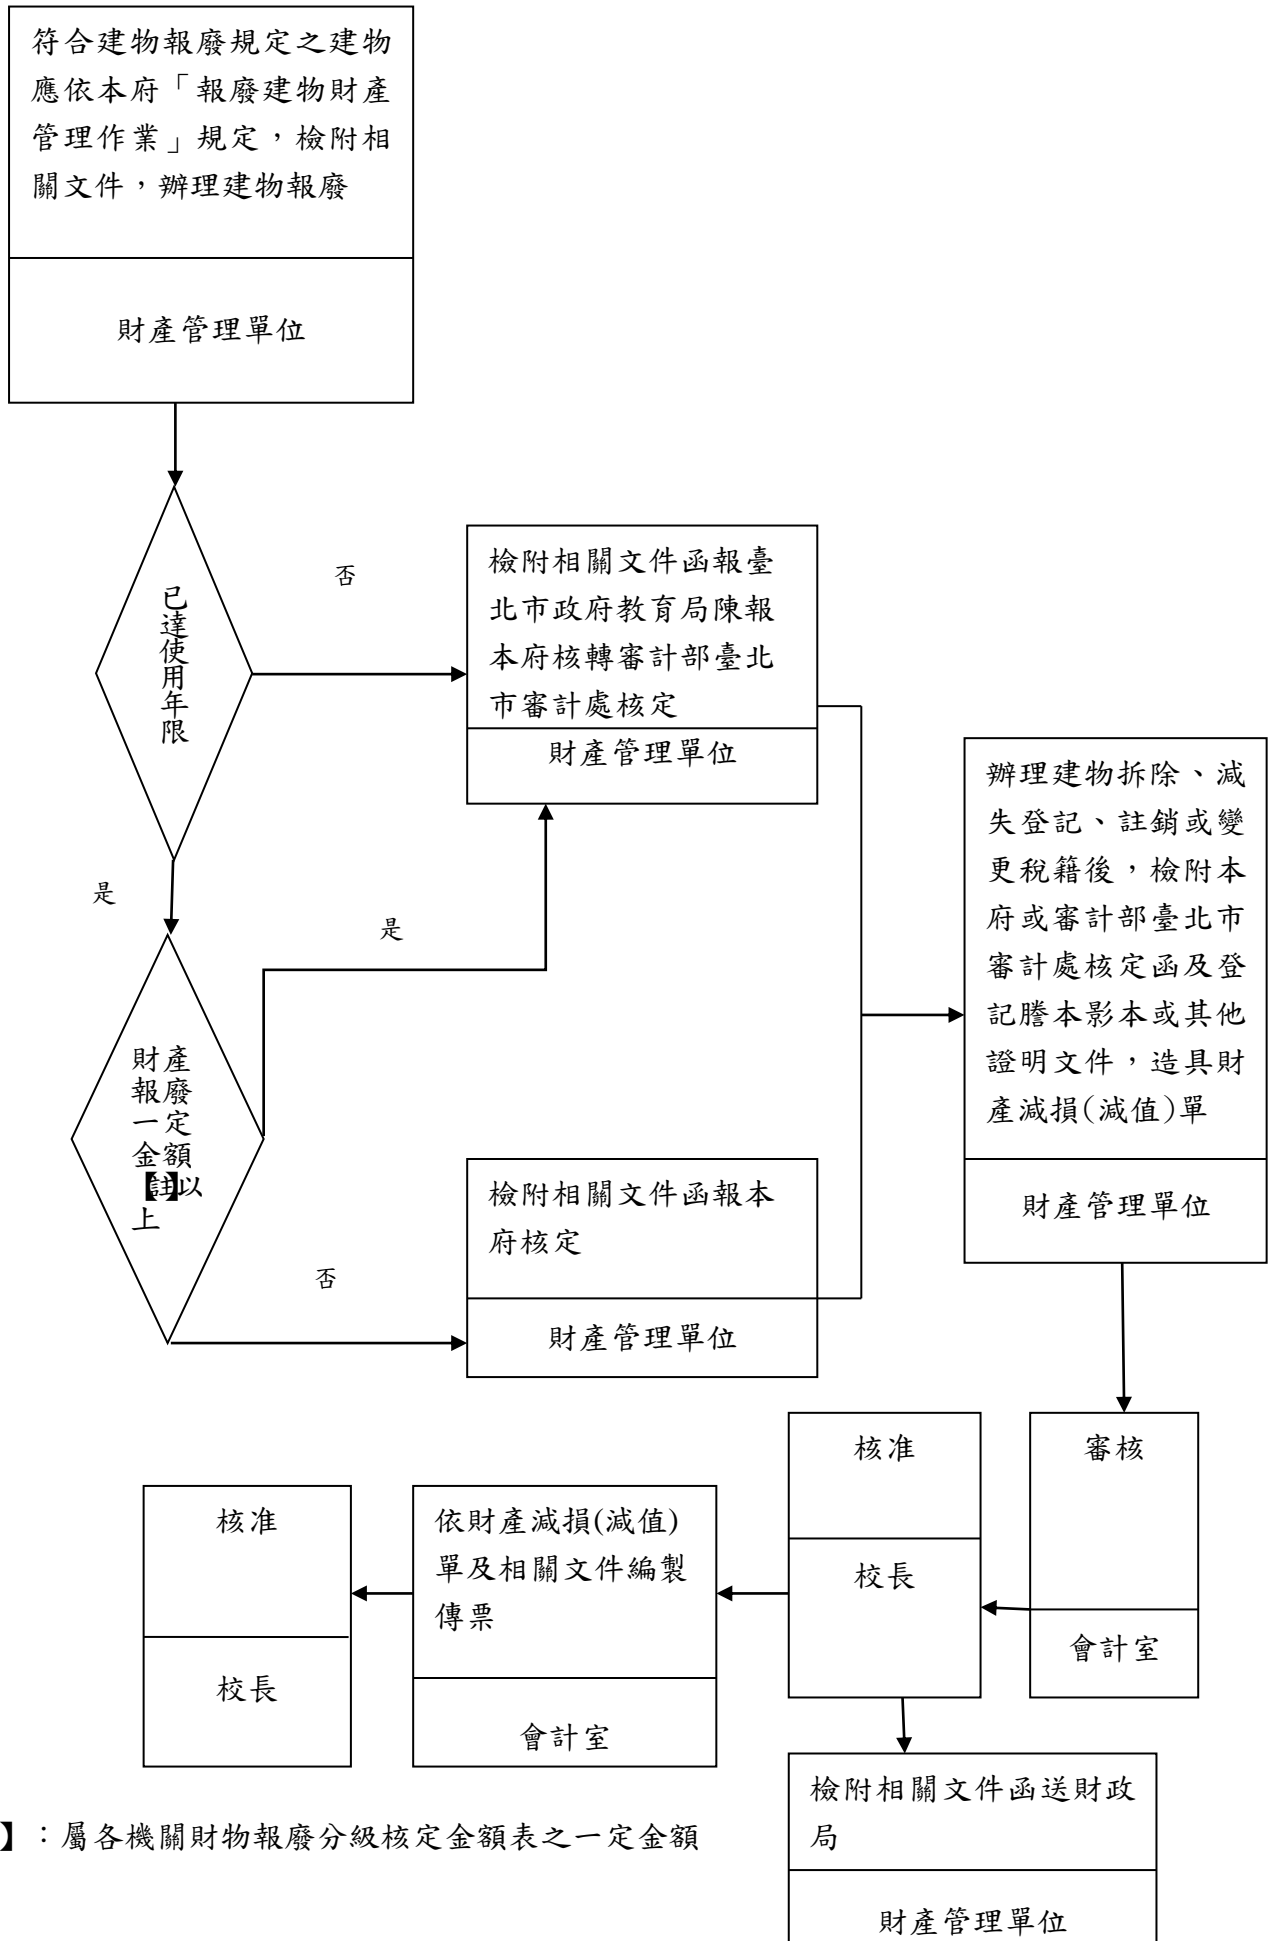 符合建物報廢規定之建物
應依本府「報廢建物財產
管理作業」規定，檢附相
關文件，辦理建物報廢
財產管理單位
已達使用年限
否
檢附相關文件函報臺
北市政府教育局陳報
本府核轉審計部臺北
市審計處核定
財產管理單位
是
是
財產
報廢
一定
金額
【註】以
上
否
檢附相關文件函報本
府核定
財產管理單位
辦理建物拆除、滅
失登記、註銷或變
更稅籍後，檢附本
府或審計部臺北市
審計處核定函及登
記謄本影本或其他
證明文件，造具財
產減損(減值)單
財產管理單位
審核
會計室
核准
校長
依財產減損(減值)
單及相關文件編製
傳票
會計室
核准
校長
檢附相關文件函送財政
局
財產管理單位
】：屬各機關財物報廢分級核定金額表之一定金額